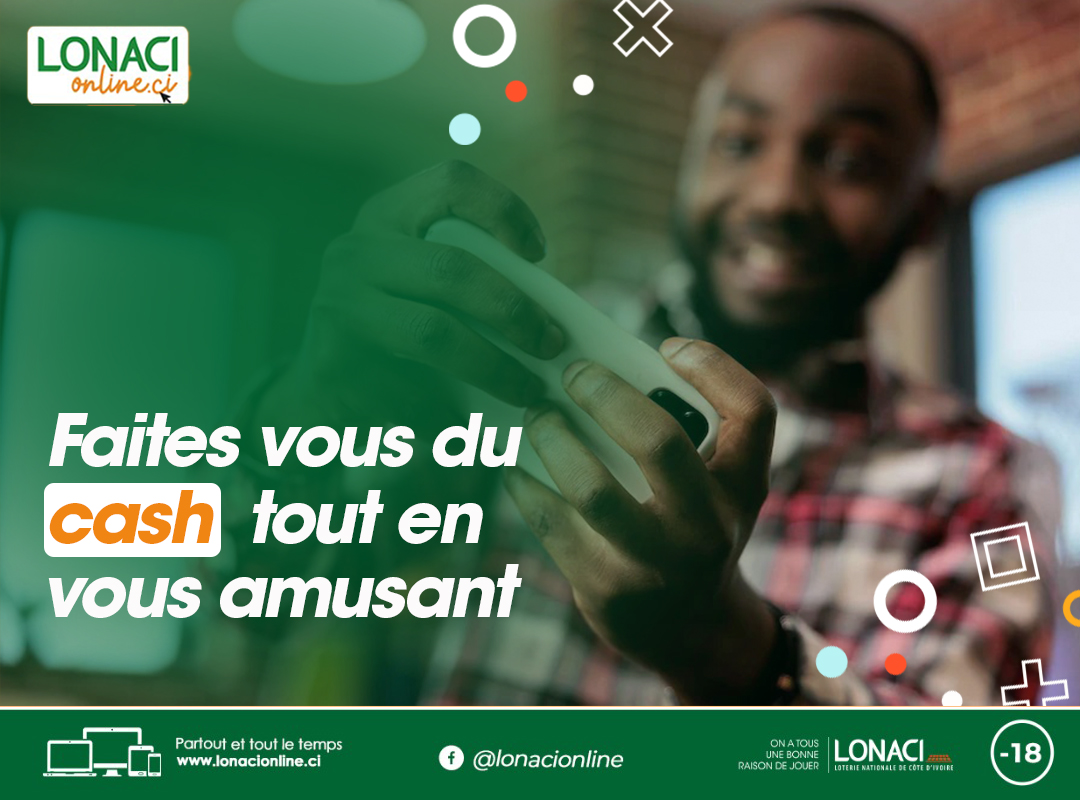 LONACI
online.ci
Faites vous du
cash tout en
vous amusant
Partout et tout le temps
www.lonacionline.ci
@lonacionline
ON A TOUS
UNE BONNE
RAISON DE JOUER
LONACI
LOTERIE NATIONALE DE CÔTE D'IVOIRE
-18